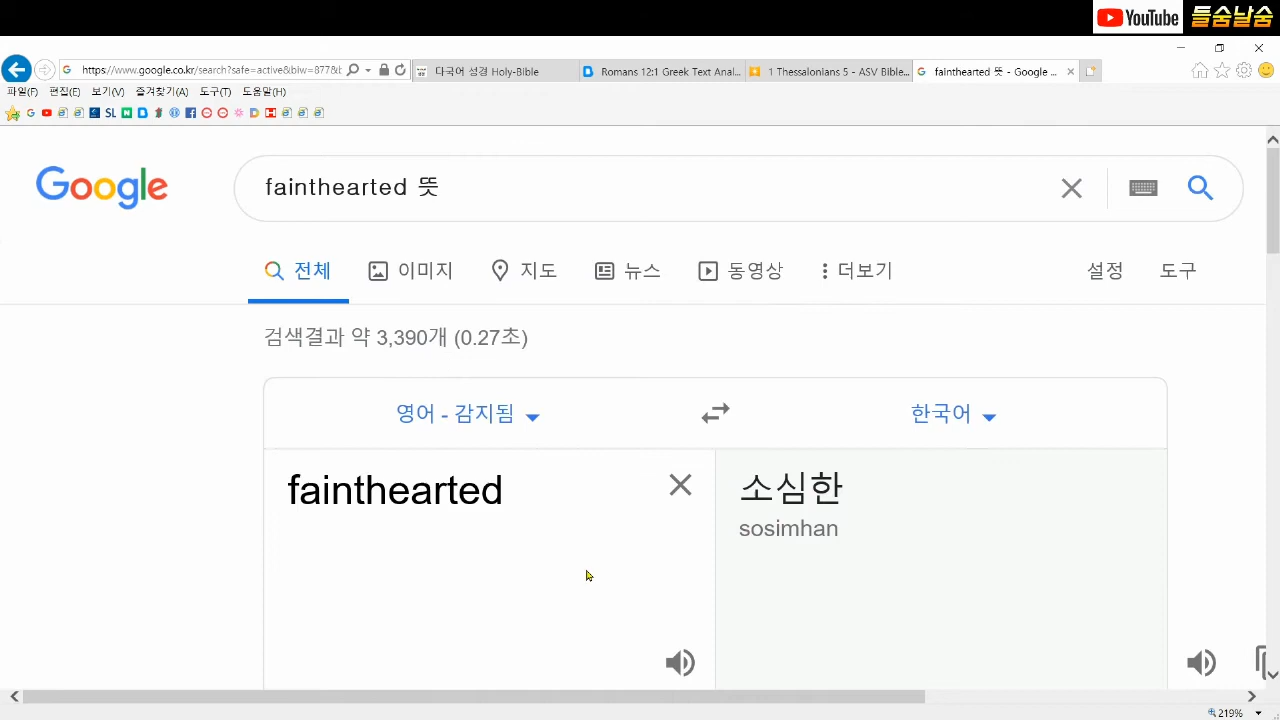 YouTube 들숨날숨
https://www.google.co.kr/search?safe=active&biw=877&b
다국어 성경 Holy-Bible
Romans 12:1 Greek Text Anal...
1 Thessalonians 5 - ASV Bible...
fainthearted 뜻 - Google ...
파일(F) 편집(E) 보기(V) 즐겨찾기(A) 도구(T) 도움말(H)
SL
Google
fainthearted 뜻
전체 이미지 지도 뉴스 동영상 더보기 설정 도구
검색결과 약 3,390개 (0.27초)
영어 - 감지됨 한국어
fainthearted 소심한
sosimhan
219%